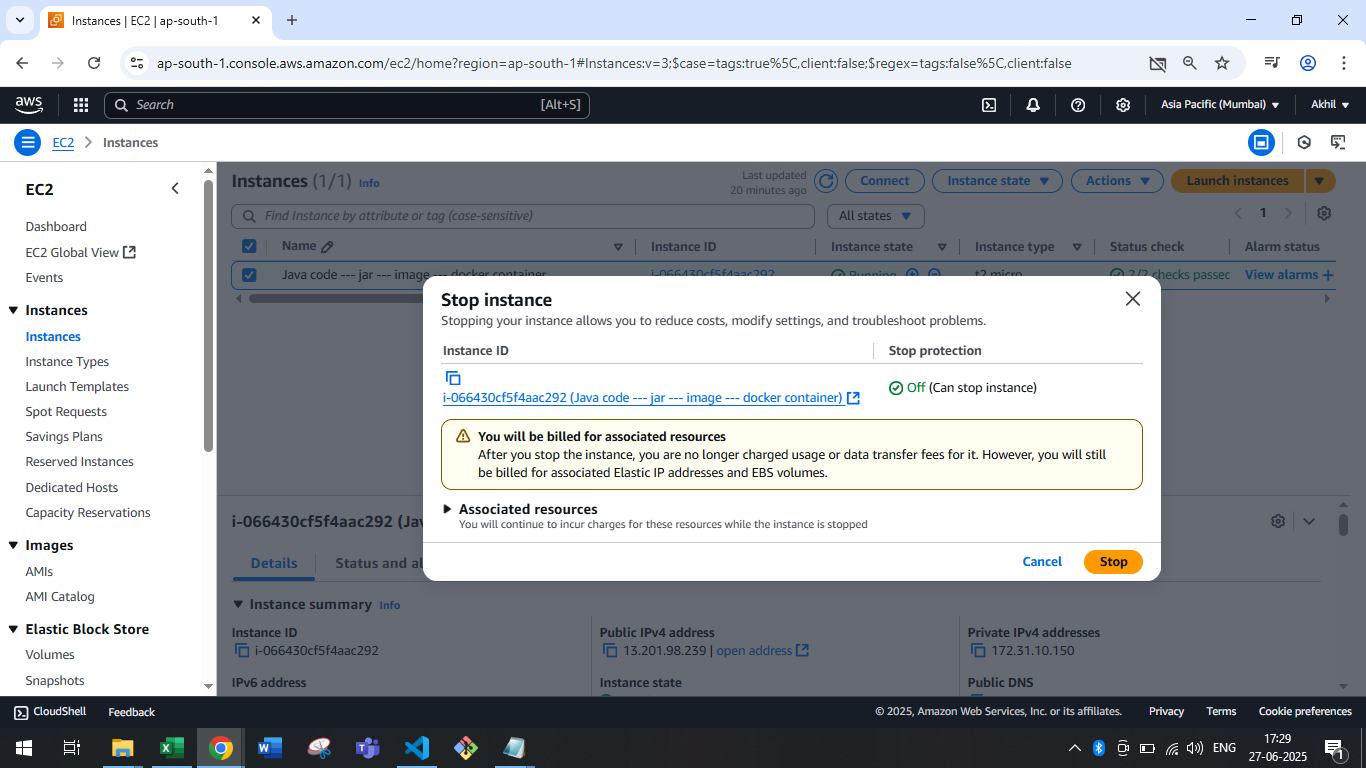 Instances | EC2 | ap-south-1
ap-south-1.console.aws.amazon.com/ec2/home?region=ap-south-1#Instances:v=3;$case=tags:true%5C,client:false;$regex=tags:false%5C,client:false
aws
Search
[Alt+S]
Asia Pacific (Mumbai)
Akhil
EC2
Instances
EC2
Dashboard
EC2 Global View
Events
Instances
Instances
Instance Types
Launch Templates
Spot Requests
Savings Plans
Reserved Instances
Dedicated Hosts
Capacity Reservations
Images
AMIs
AMI Catalog
Elastic Block Store
Volumes
Snapshots
Instances (1/1) Info
Last updated
20 minutes ago
Connect
Instance state
Actions
Launch instances
Find Instance by attribute or tag (case-sensitive)
All states
1
Name
Instance ID
Instance state
Instance type
Status check
Alarm status
Java code --- jar --- image --- docker container
i-066430cf5f4aac292
Running
t2.micro
2/2 checks passec
View alarms +
Stop instance
Stopping your instance allows you to reduce costs, modify settings, and troubleshoot problems.
Instance ID
Stop protection
i-066430cf5f4aac292 (Java code --- jar --- image --- docker container)
Off (Can stop instance)
You will be billed for associated resources
After you stop the instance, you are no longer charged usage or data transfer fees for it. However, you will still
be billed for associated Elastic IP addresses and EBS volumes.
Associated resources
You will continue to incur charges for these resources while the instance is stopped
Cancel
Stop
i-066430cf5f4aac292 (Jav
Details
Status and al
Instance summary Info
Instance ID
i-066430cf5f4aac292
Public IPv4 address
13.201.98.239 | open address
Private IPv4 addresses
172.31.10.150
IPv6 address
Instance state
Public DNS
CloudShell
Feedback
© 2025, Amazon Web Services, Inc. or its affiliates.
Privacy
Terms
Cookie preferences
ENG
17:29
27-06-2025
1